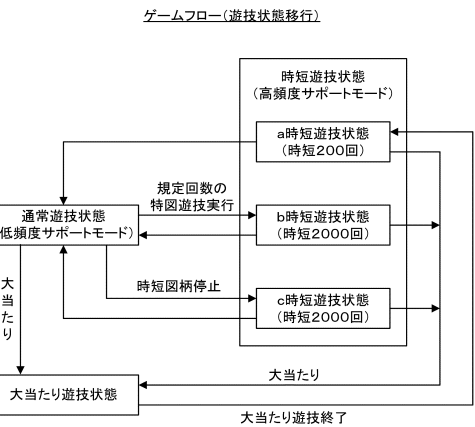 ゲームフロー(遊技状態移行)
時短遊技状態
(高頻度サポートモード)
a時短遊技状態
(時短200回)
規定回数の
特図遊技実行
通常遊技状態
低頻度サポートモード)
b時短遊技状態
(時短2000回)
大当たり
時短図柄停止
c時短遊技状態
(時短2000回)
大当たり
大当たり遊技状態
大当たり遊技終了